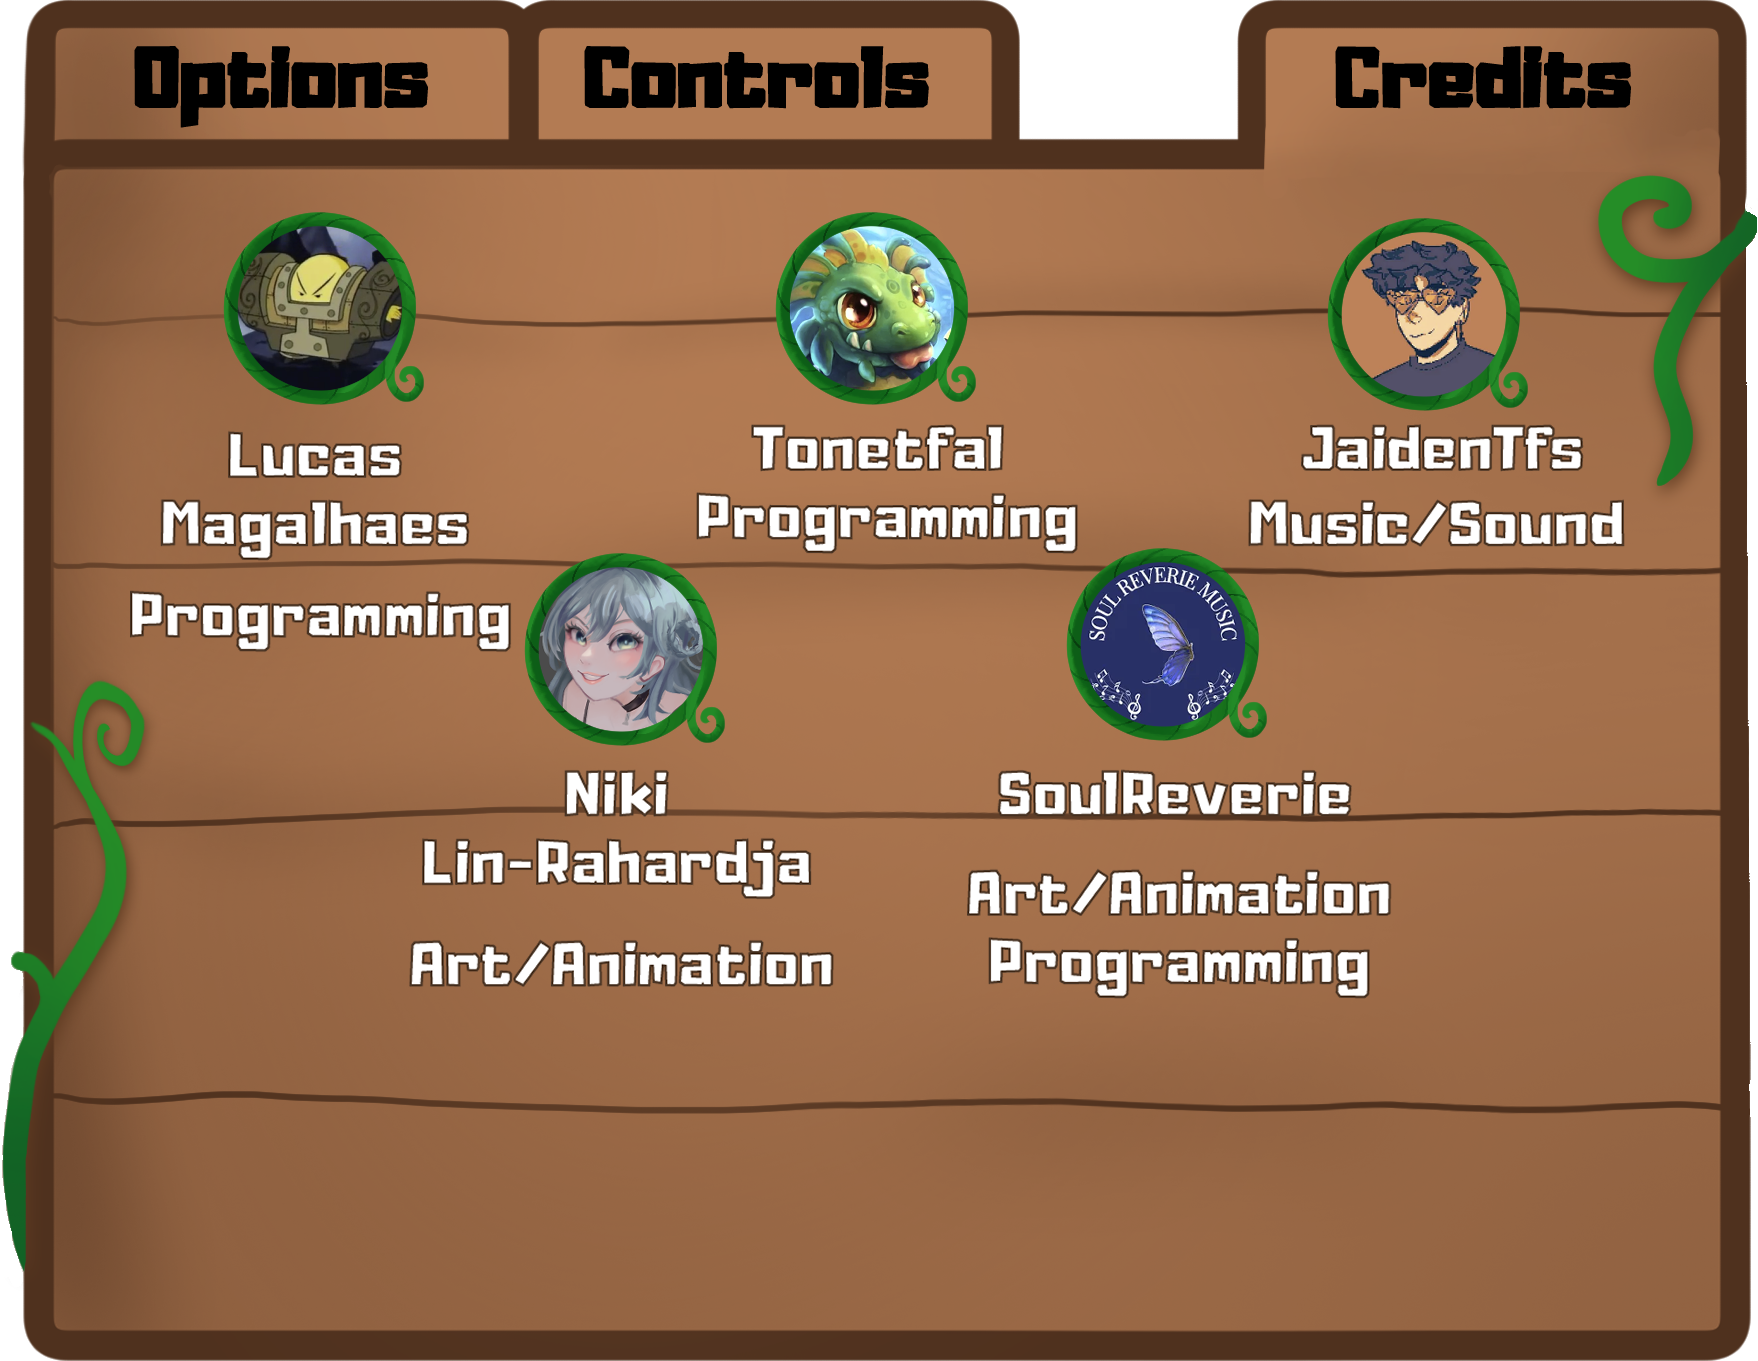 Options
Controls
Credits
Lucas
Magalhaes
Programming
Tonetfal
Programming
JaidenTfs
Music/Sound
Niki
Lin-Rahardja
Art/Animation
SOUL REVERIE MUSIC
SoulReverie
Art/Animation
Programming